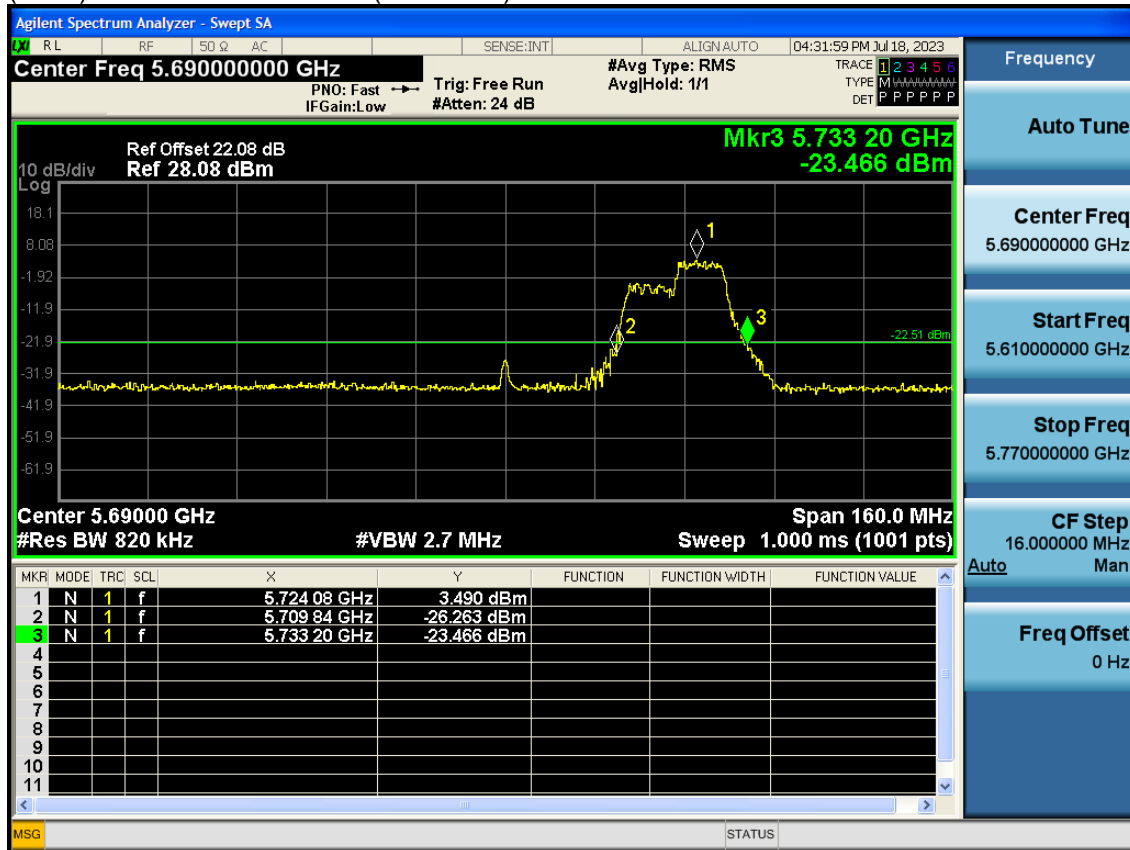 Agilent Spectrum Analyzer - Swept SA
LXI RL RF 50 Ω AC SENSE:INT ALIGN AUTO 04:31:59 PM Jul 18, 2023
Center Freq 5.690000000 GHz
PNO: Fast
IFGain:Low
Trig: Free Run
#Atten: 24 dB
#Avg Type: RMS
Avg|Hold: 1/1
TRACE 1 2 3 4 5 6
TYPE M WWWWW
DET P P P P P P
Mkr3 5.733 20 GHz
-23.466 dBm
Ref Offset 22.08 dB
10 dB/div Ref 28.08 dBm
Log
18.1
8.08
-1.92
-11.9
-21.9
-31.9
-41.9
-51.9
-61.9
1
2
3
-22.51 dBm
Center 5.69000 GHz Span 160.0 MHz
#Res BW 820 kHz #VBW 2.7 MHz Sweep 1.000 ms (1001 pts)
MKR MODE TRC SCL X Y FUNCTION FUNCTION WIDTH FUNCTION VALUE
1 N 1 f 5.724 08 GHz 3.490 dBm
2 N 1 f 5.709 84 GHz -26.263 dBm
3 N 1 f 5.733 20 GHz -23.466 dBm
4
5
6
7
8
9
10
11
MSG STATUS
Frequency
Auto Tune
Center Freq
5.690000000 GHz
Start Freq
5.610000000 GHz
Stop Freq
5.770000000 GHz
CF Step
16.000000 MHz
Auto Man
Freq Offset
0 Hz